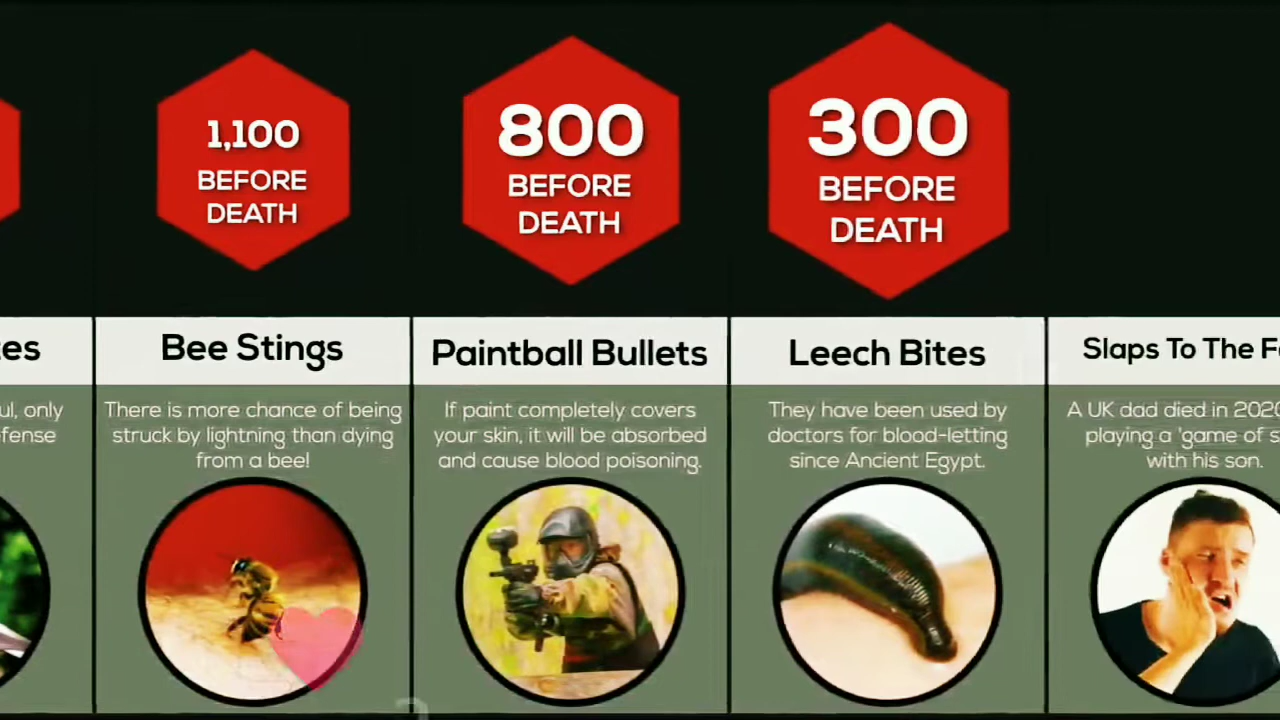 1,100
BEFORE
DEATH
800
BEFORE
DEATH
300
BEFORE
DEATH
Bee Stings
Paintball Bullets
Leech Bites
Slaps To The
ul, only
fense
There is more chance of being
struck by lightning than dying
from a bee!
If paint completely covers
your skin, it will be absorbed
and cause blood poisoning.
They have been used by
doctors for blood-letting
since Ancient Egypt.
A UK dad died in 2020
playing a 'game of s
with his son.